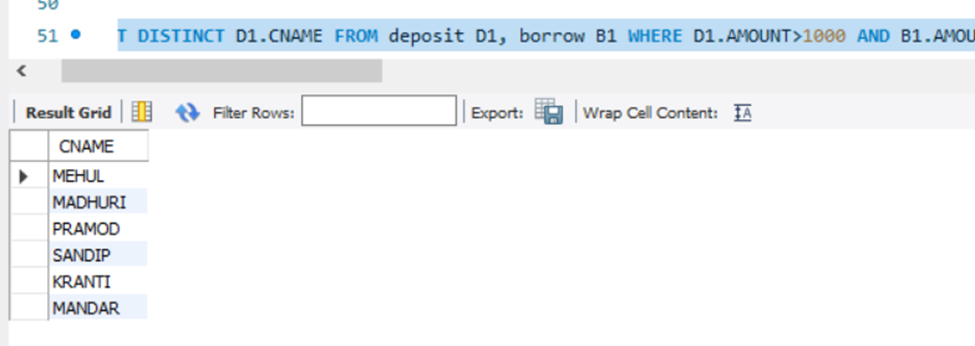 50
51 T DISTINCT D1.CNAME FROM deposit D1, borrow B1 WHERE D1.AMOUNT>1000 AND B1.AMOU
Result Grid Filter Rows: Export: Wrap Cell Content:
CNAME
MEHUL
MADHURI
PRAMOD
SANDIP
KRANTI
MANDAR